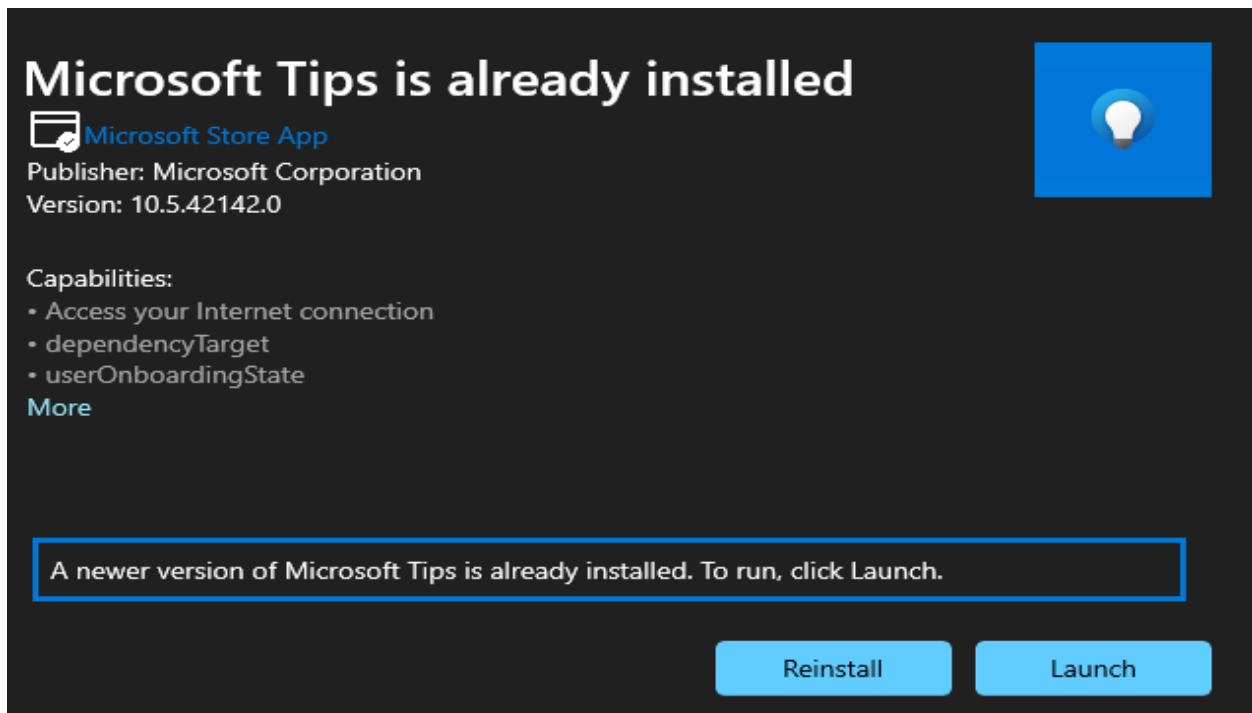 Microsoft Tips is already installed
Microsoft Store App
Publisher: Microsoft Corporation
Version: 10.5.42142.0
Capabilities:
• Access your Internet connection
• dependencyTarget
• userOnboardingState
More
A newer version of Microsoft Tips is already installed. To run, click Launch.
Reinstall
Launch